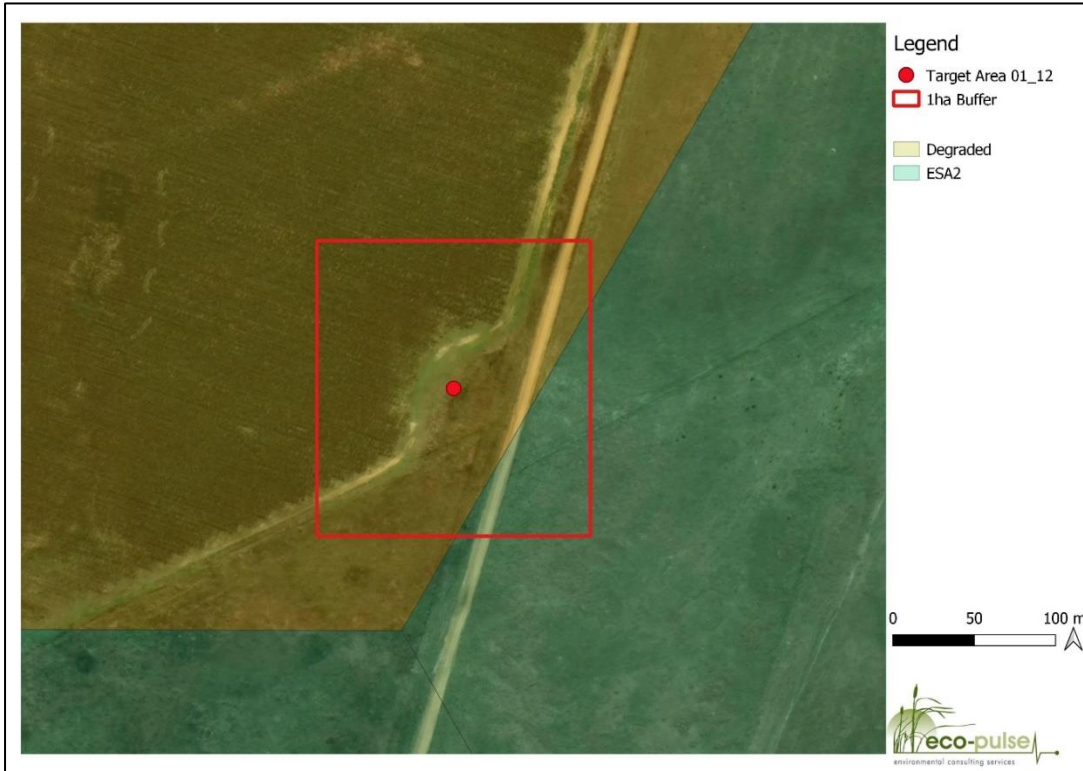 Legend
Target Area 01_12
1ha Buffer
Degraded
ESA2
0 50 100 m
eco-pulse
environmental consulting services